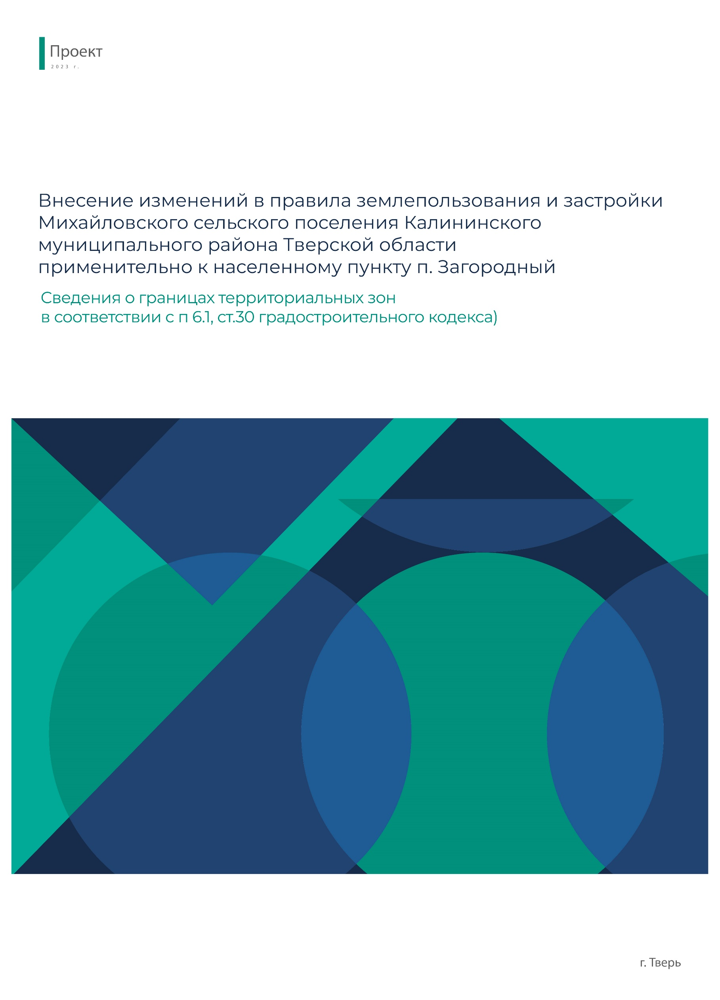 Проект
2023 г.
Внесение изменений в правила землепользования и застройки
Михайловского сельского поселения Калининского
муниципального района Тверской области
применительно к населенному пункту п. Загородный
Сведения о границах территориальных зон
в соответствии с п 6.1, ст.30 градостроительного кодекса)
г. Тверь